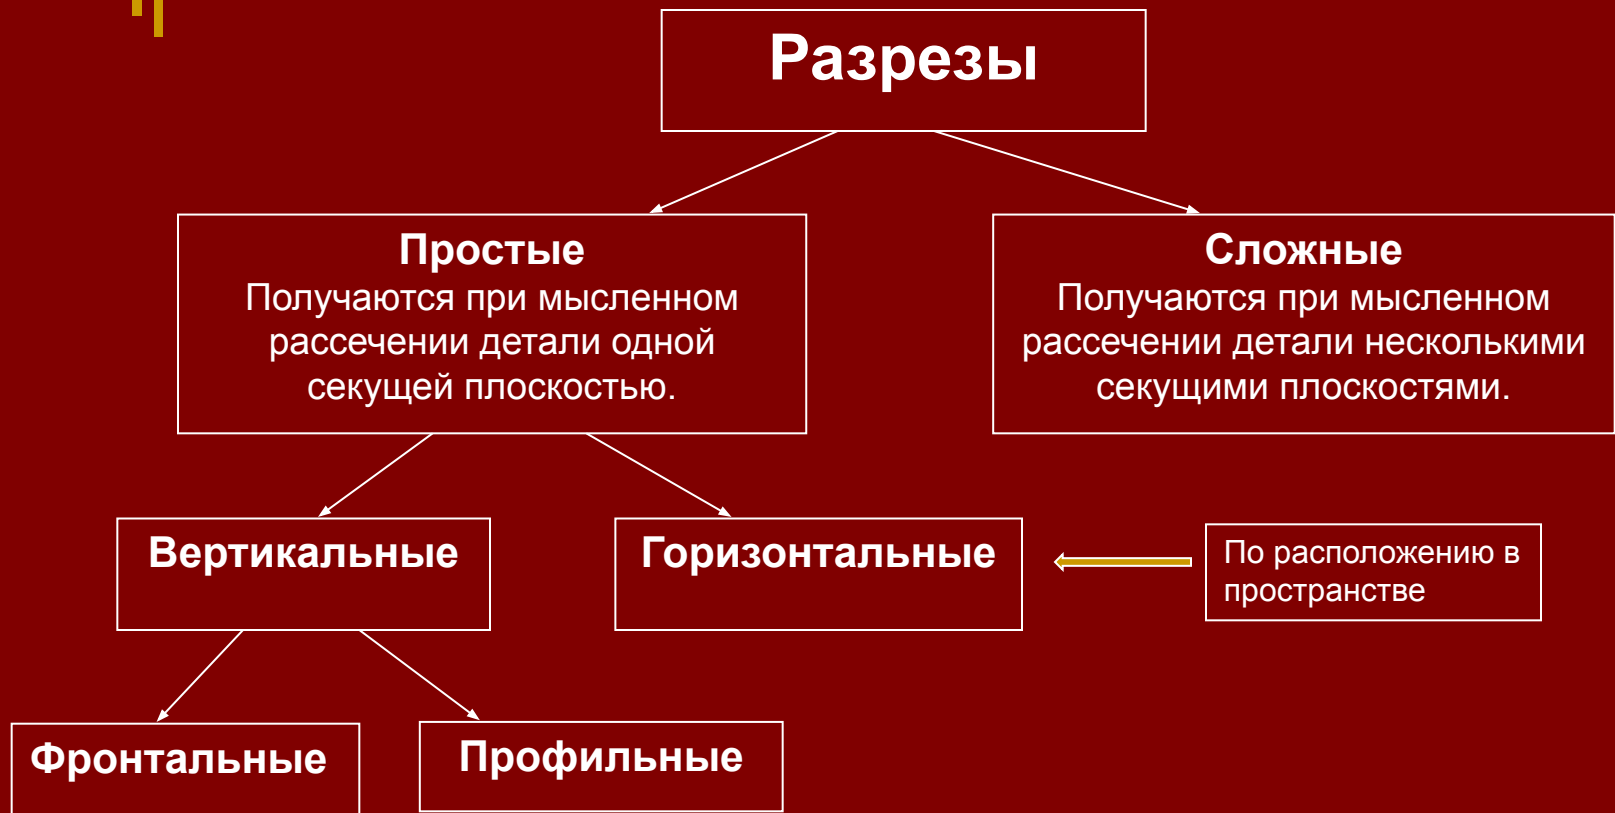 Разрезы
Простые
Получаются при мысленном
рассечении детали одной
секущей плоскостью.
Сложные
Получаются при мысленном
рассечении детали несколькими
секущими плоскостями.
Вертикальные
Горизонтальные
По расположению в
пространстве
Фронтальные
Профильные